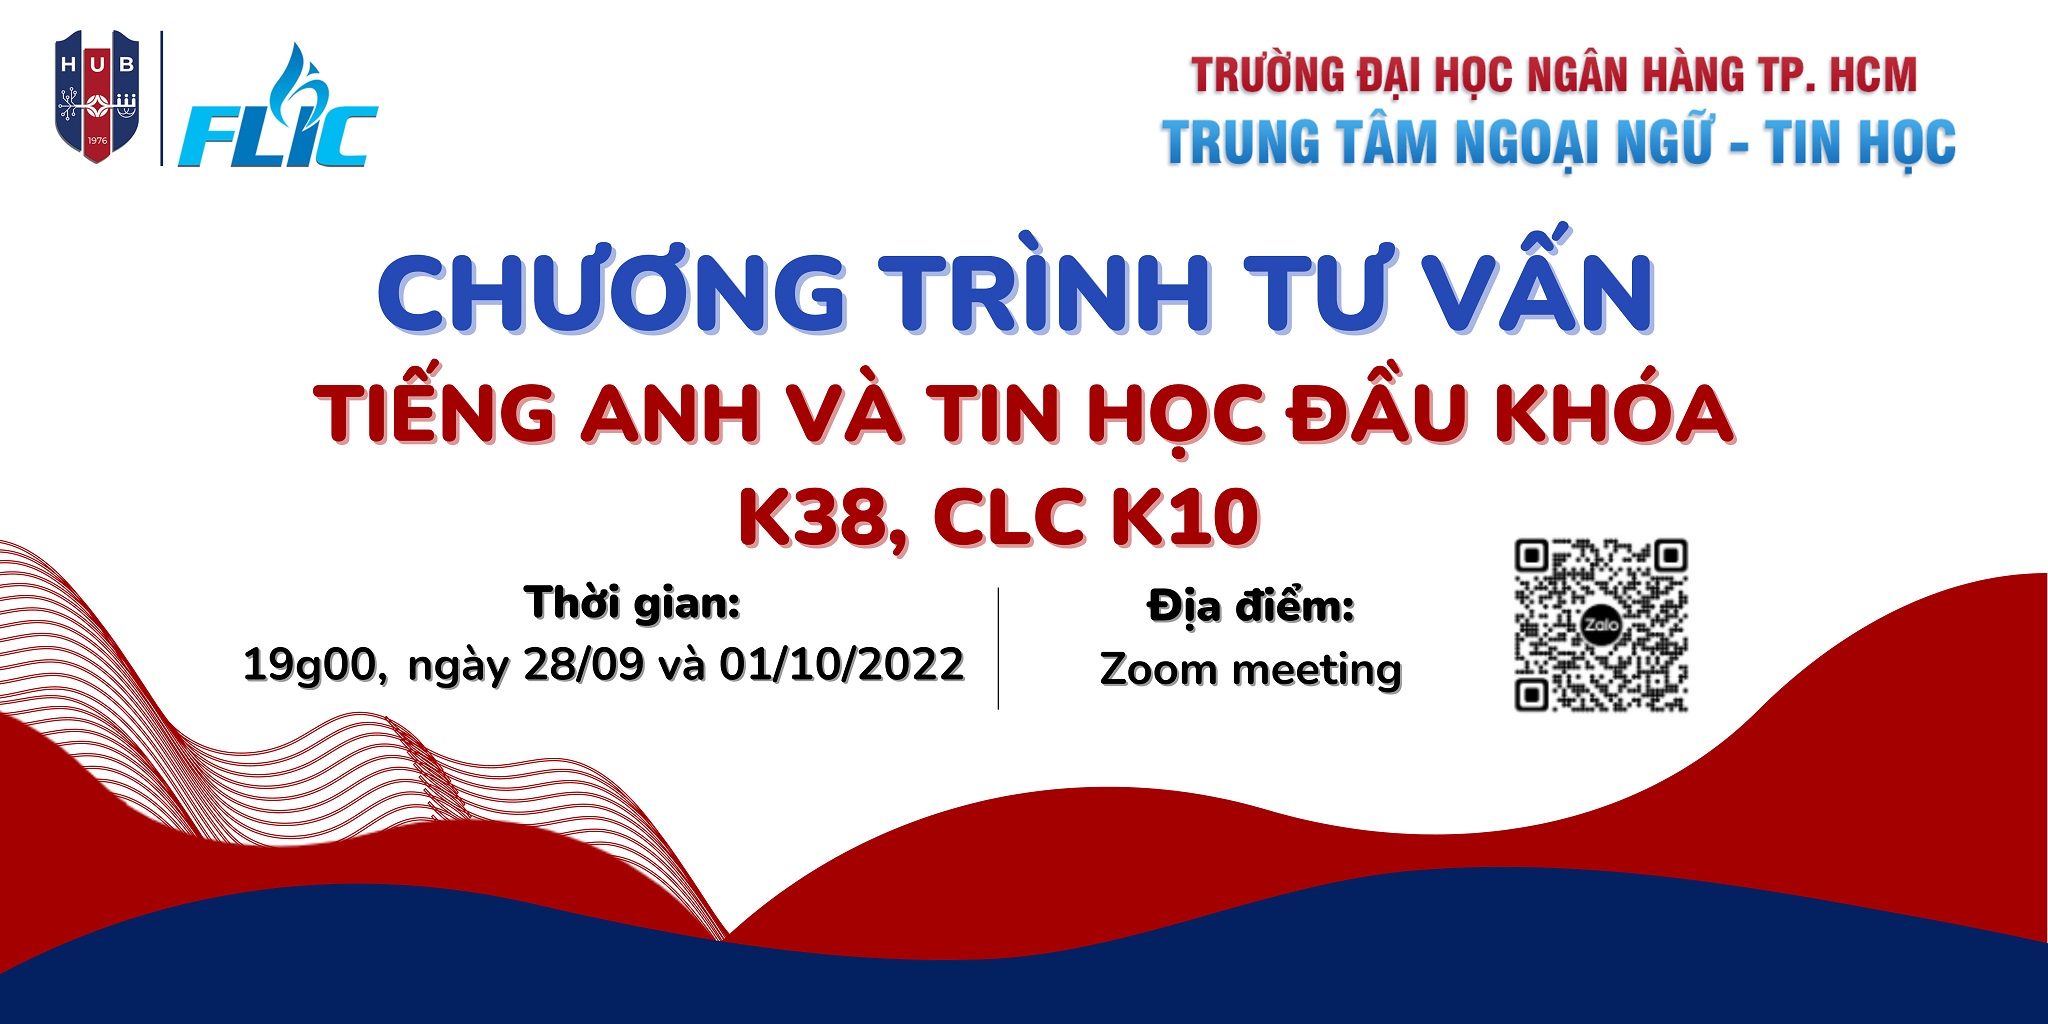 HUB
1976
FLIC
TRƯỜNG ĐẠI HỌC NGÂN HÀNG TP. HCM
TRUNG TÂM NGOẠI NGỮ - TIN HỌC
CHƯƠNG TRÌNH TƯ VẤN
TIẾNG ANH VÀ TIN HỌC ĐẦU KHÓA
K38, CLC K10
Thời gian:
19g00, ngày 28/09 và 01/10/2022
Địa điểm:
Zoom meeting
Zalo